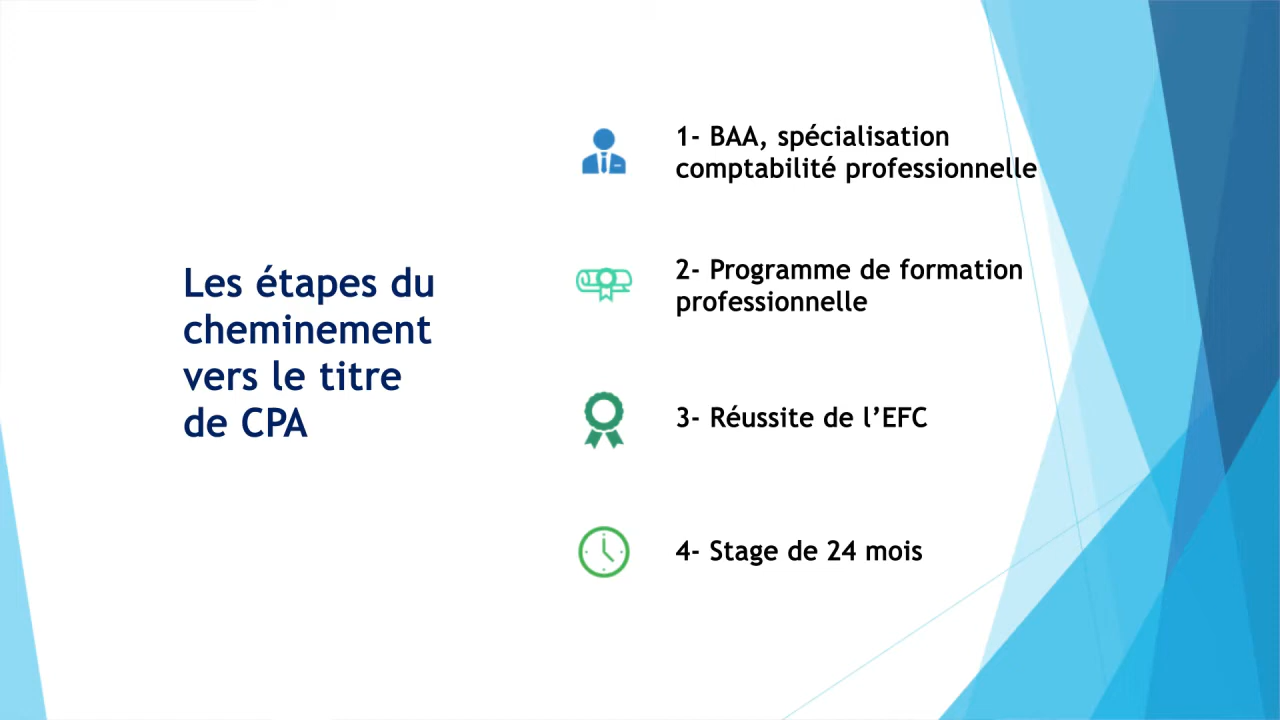 Les étapes du
cheminement
vers le titre
de CPA
1- BAA, spécialisation
comptabilité professionnelle
2- Programme de formation
professionnelle
3- Réussite de l’EFC
4- Stage de 24 mois